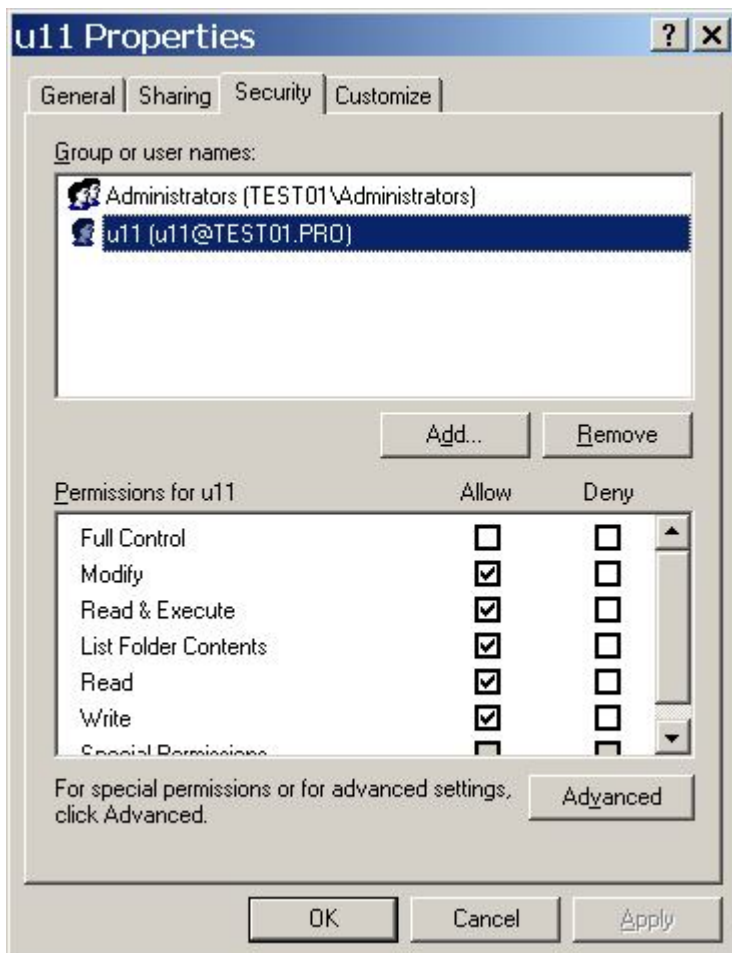 u11 Properties
General Sharing Security Customize
Group or user names:
Administrators (TEST01\Administrators)
u11 (u11@TEST01.PRO)
Add... Remove
Permissions for u11 Allow Deny
Full Control
Modify
Read & Execute
List Folder Contents
Read
Write
Special Permissions
For special permissions or for advanced settings, Advanced
click Advanced.
OK Cancel Apply